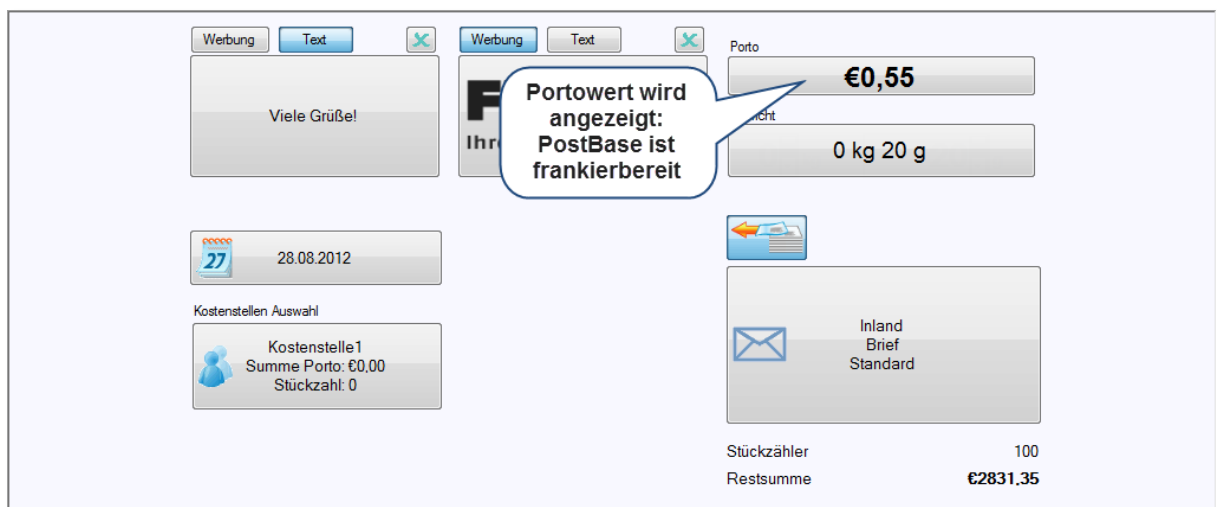 Werbung Text
Werbung Text
Porto
€0,55
Viele Grüße!
Portowert wird
angezeigt:
PostBase ist
frankierbereit
0 kg 20 g
27
28.08.2012
Kostenstellen Auswahl
Kostenstelle1
Summe Porto: €0,00
Stückzahl: 0
Inland
Brief
Standard
Stückzähler 100
Restsumme €2831,35